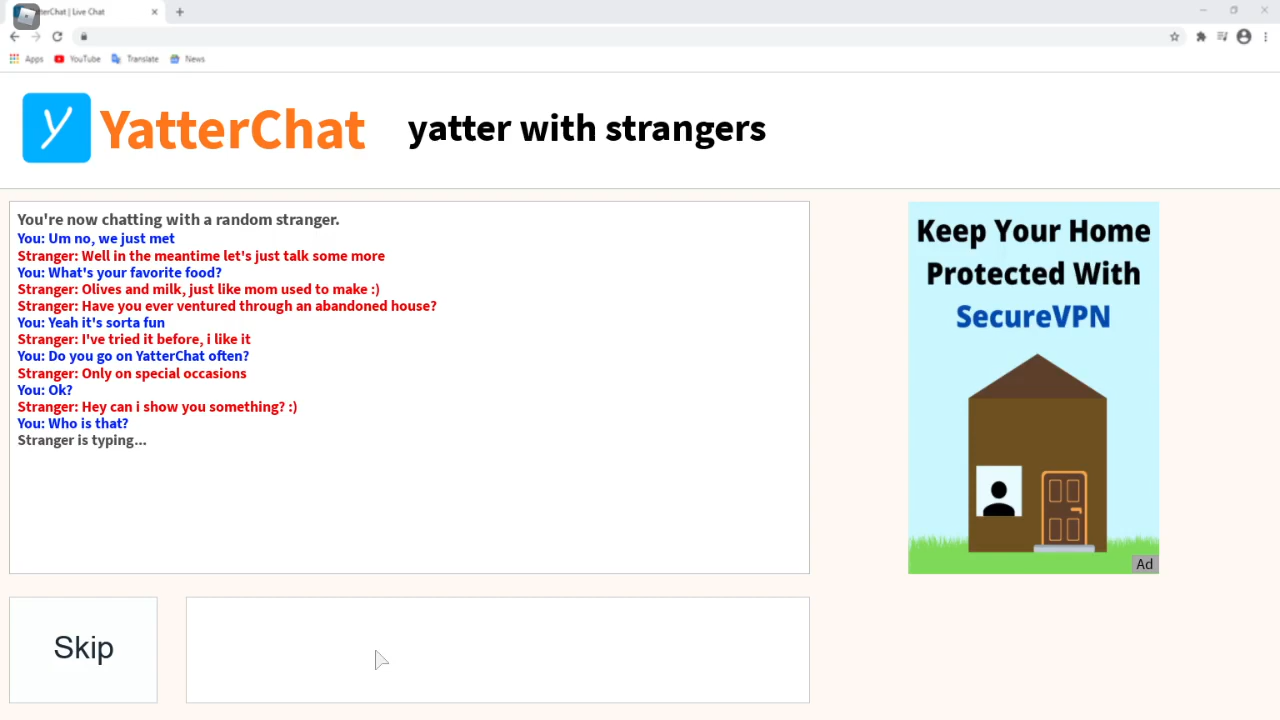 YatterChat | Live Chat
Apps YouTube Translate News
y YatterChat yatter with strangers
You're now chatting with a random stranger.
You: Um no, we just met
Stranger: Well in the meantime let's just talk some more
You: What's your favorite food?
Stranger: Olives and milk, just like mom used to make :)
Stranger: Have you ever ventured through an abandoned house?
You: Yeah it's sorta fun
Stranger: I've tried it before, i like it
You: Do you go on YatterChat often?
Stranger: Only on special occasions
You: Ok?
Stranger: Hey can i show you something? :)
You: Who is that?
Stranger is typing...
Keep Your Home
Protected With
SecureVPN
Ad
Skip